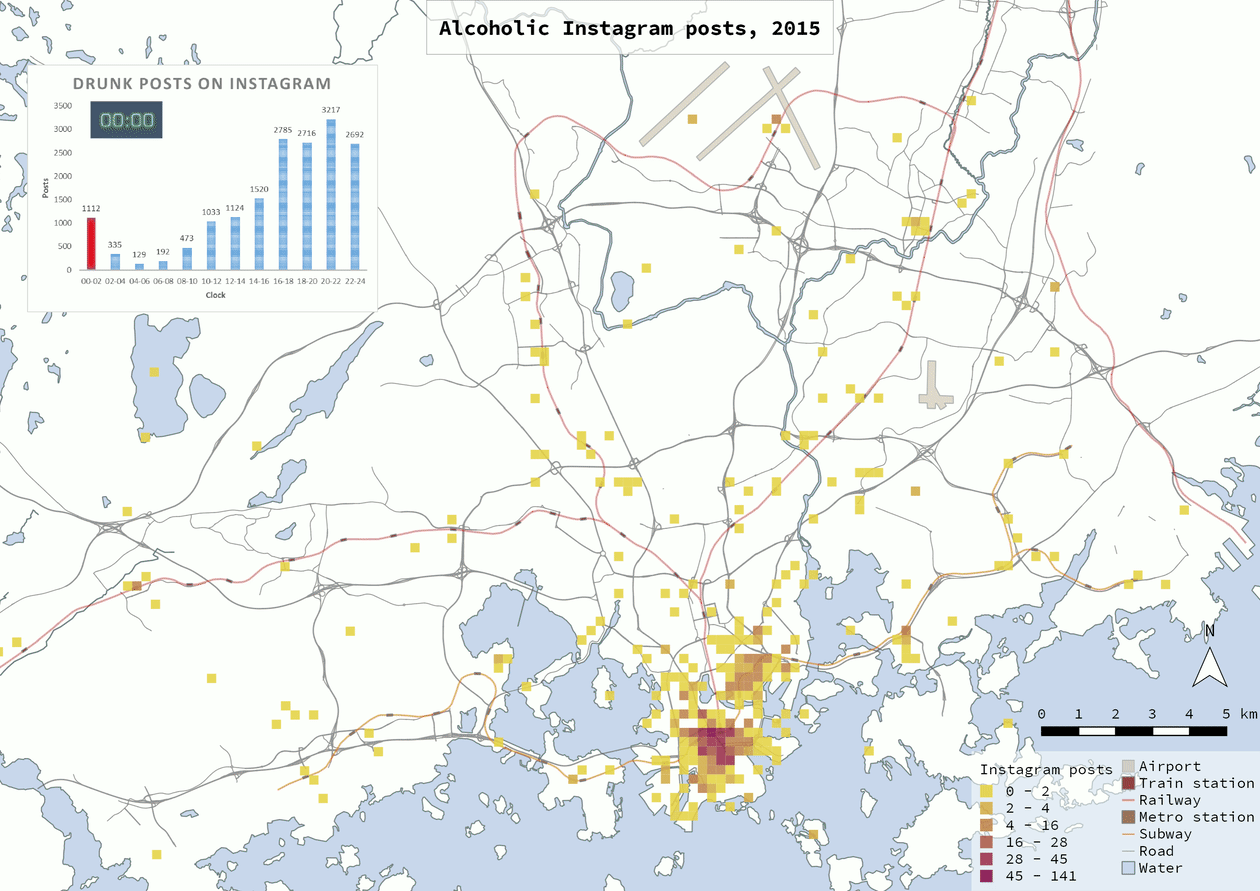 Alcoholic Instagram posts, 2015
DRUNK POSTS ON INSTAGRAM
00:00
3500
3000
2500
2000
1500
1000
500
0
Posts
1112
335
129
192
473
1033
1124
1520
2785
2716
3217
2692
00-02 02-04 04-06 06-08 08-10 10-12 12-14 14-16 16-18 18-20 20-22 22-24
Clock
N
0 1 2 3 4 5 km
Instagram posts
0 - 2
2 - 4
4 - 16
16 - 28
28 - 45
45 - 141
Airport
Train station
Railway
Metro station
Subway
Road
Water